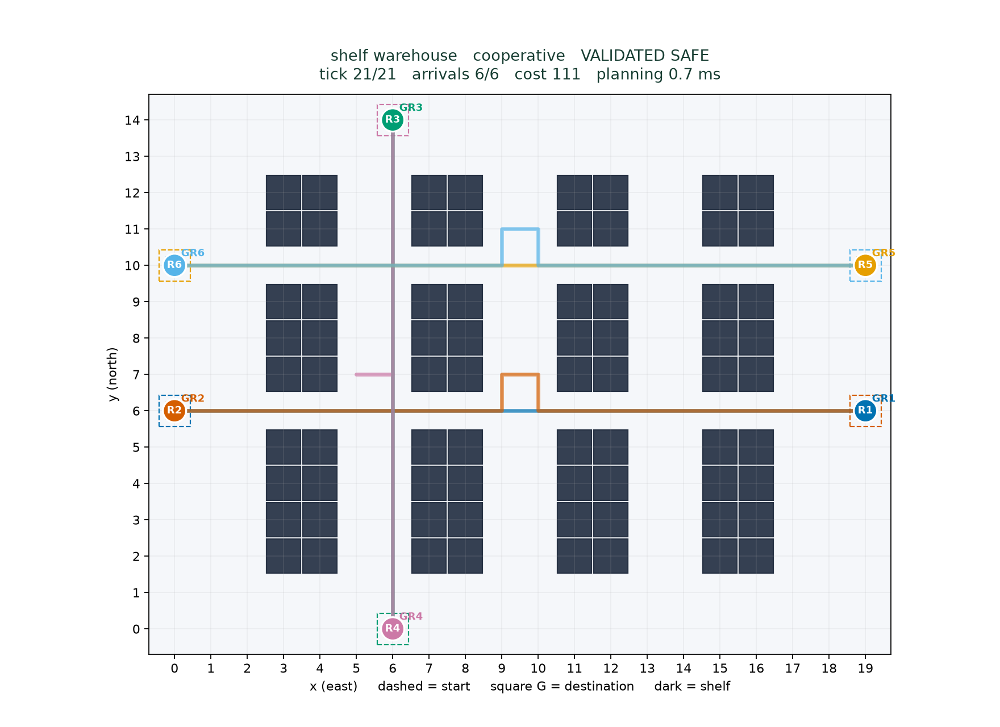 shelf warehouse   cooperative   VALIDATED SAFE
tick 21/21   arrivals 6/6   cost 111   planning 0.7 ms
GR3
R3
14
13
12
11
GR6
GR5
10
R6
R5
9
8
7
GR2
GR1
6
R2
R1
5
4
3
2
1
GR4
R4
0
y (north)
0 1 2 3 4 5 6 7 8 9 10 11 12 13 14 15 16 17 18 19
x (east)     dashed = start     square G = destination     dark = shelf